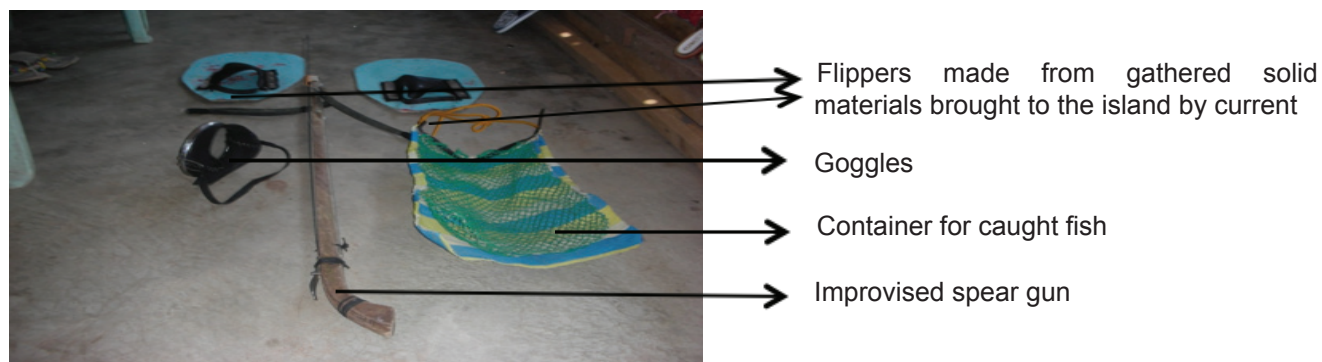 Flippers made from gathered solid
materials brought to the island by current
Goggles
Container for caught fish
Improvised spear gun